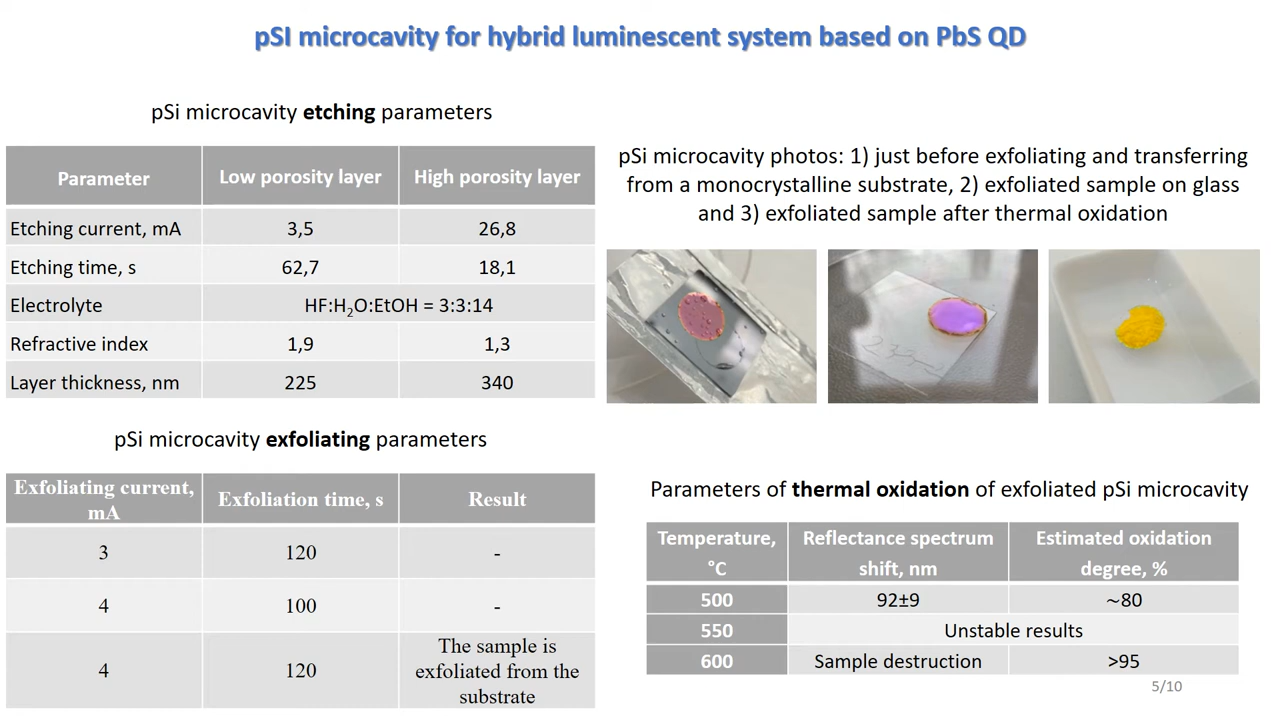 pSI microcavity for hybrid luminescent system based on PbS QD
pSi microcavity etching parameters
Parameter
Low porosity layer
High porosity layer
Etching current, mA
3,5
26,8
Etching time, s
62,7
18,1
Electrolyte
HF:H₂O:EtOH = 3:3:14
Refractive index
1,9
1,3
Layer thickness, nm
225
340
pSi microcavity exfoliating parameters
Exfoliating current,
mA
Exfoliation time, s
Result
3
120
-
4
100
-
4
120
The sample is
exfoliated from the
substrate
pSi microcavity photos: 1) just before exfoliating and transferring
from a monocrystalline substrate, 2) exfoliated sample on glass
and 3) exfoliated sample after thermal oxidation
Parameters of thermal oxidation of exfoliated pSi microcavity
Temperature,
°C
Reflectance spectrum
shift, nm
Estimated oxidation
degree, %
500
92±9
~80
550
Unstable results
600
Sample destruction
>95
5/10